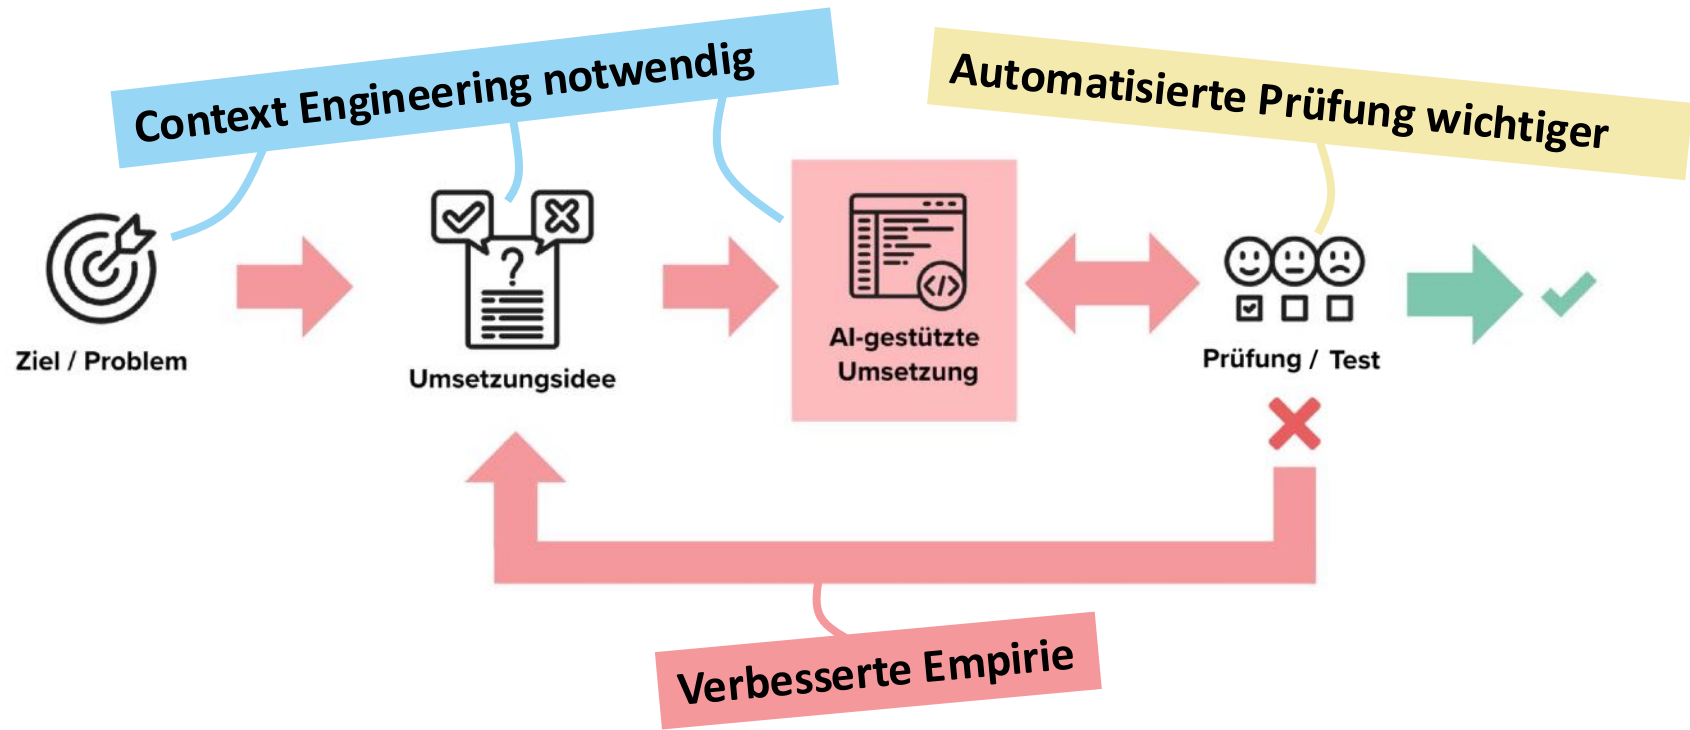 Context Engineering notwendig
Automatisierte Prüfung wichtiger
?
</>
Ziel / Problem
Umsetzungsidee
AI-gestützte
Umsetzung
Prüfung / Test
Verbesserte Empirie